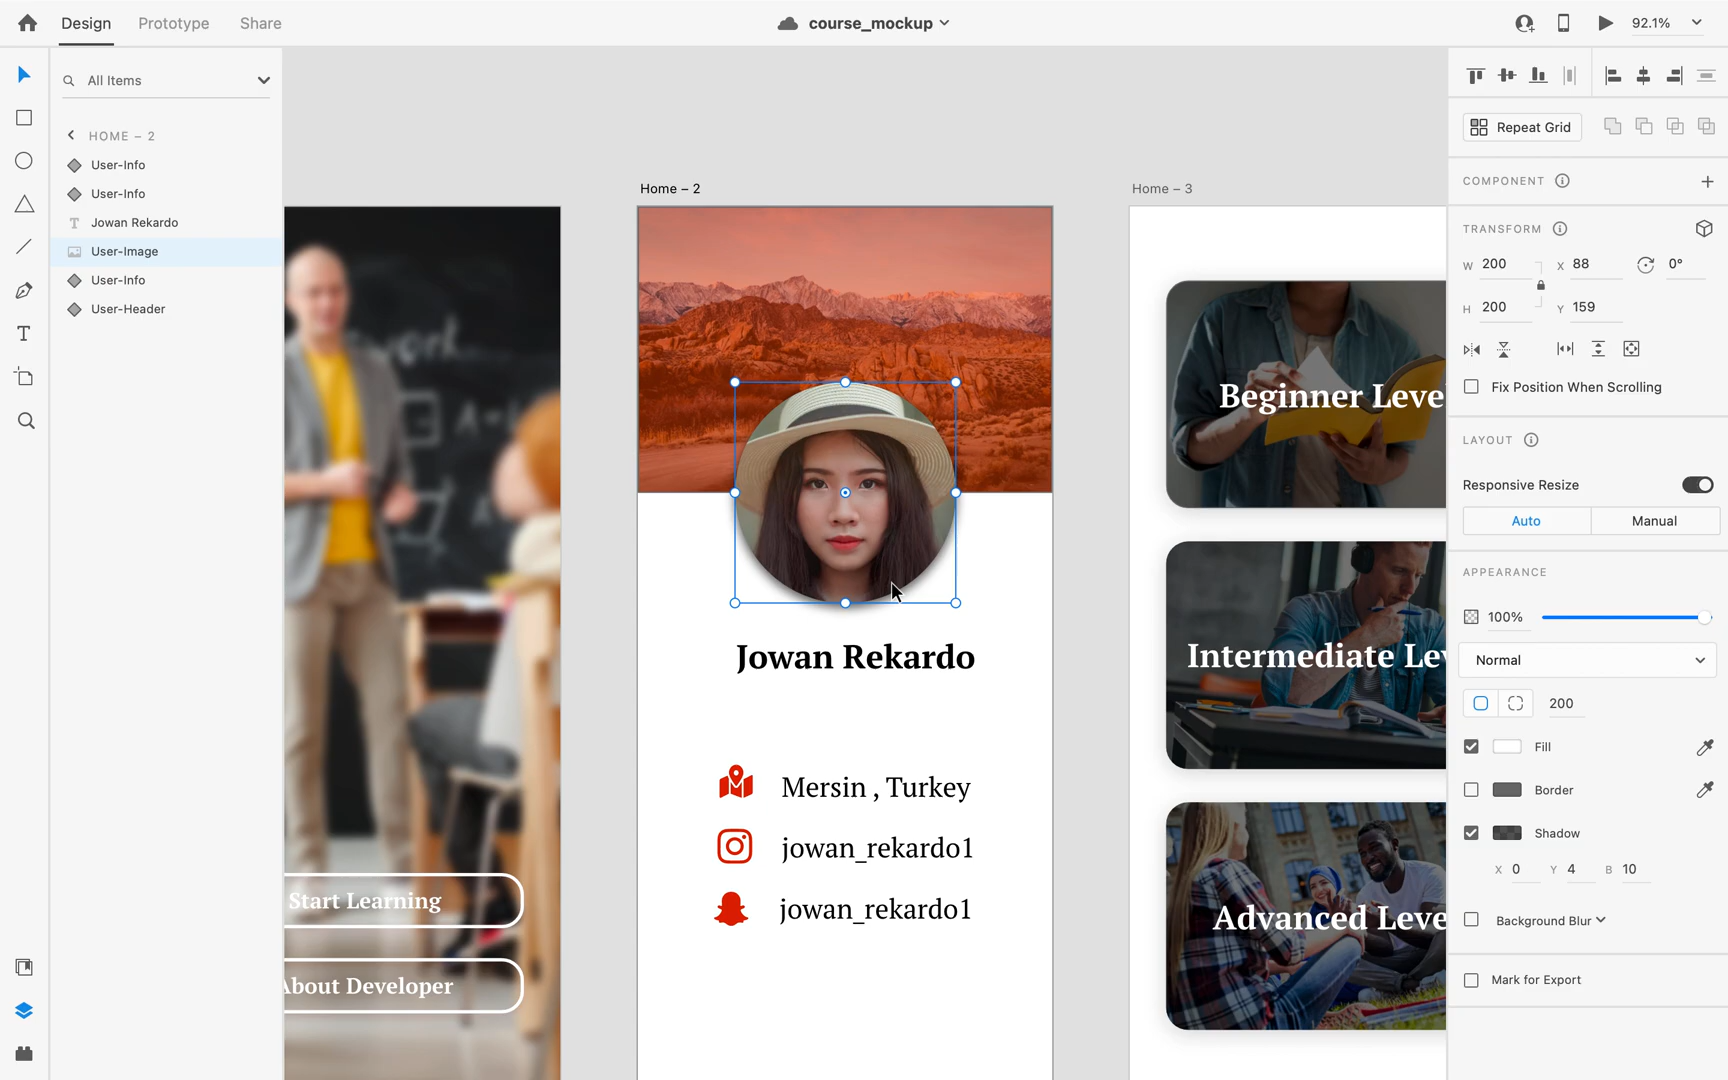 Design
Prototype
Share
course_mockup
92.1%
All Items
HOME – 2
User-Info
User-Info
Jowan Rekardo
User-Image
User-Info
User-Header
Start Learning
About Developer
Home – 2
Jowan Rekardo
Mersin , Turkey
jowan_rekardo1
jowan_rekardo1
Home – 3
Beginner Leve
Intermediate Lev
Advanced Leve
Repeat Grid
COMPONENT
TRANSFORM
W 200 X 88 0°
H 200 Y 159
Fix Position When Scrolling
LAYOUT
Responsive Resize
Auto Manual
APPEARANCE
100%
Normal
200
Fill
Border
Shadow
X 0 Y 4 B 10
Background Blur
Mark for Export